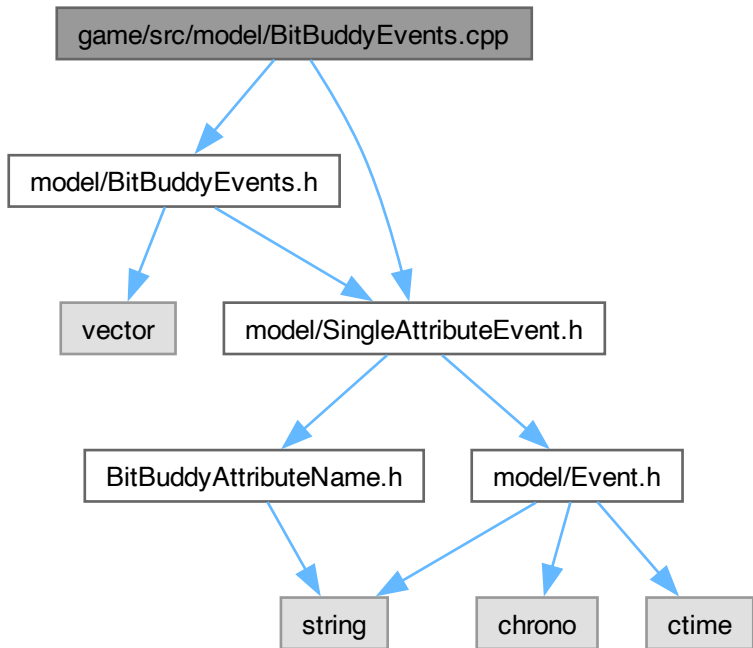 game/src/model/BitBuddyEvents.cpp
model/BitBuddyEvents.h
vector
model/SingleAttributeEvent.h
BitBuddyAttributeName.h
model/Event.h
string
chrono
ctime